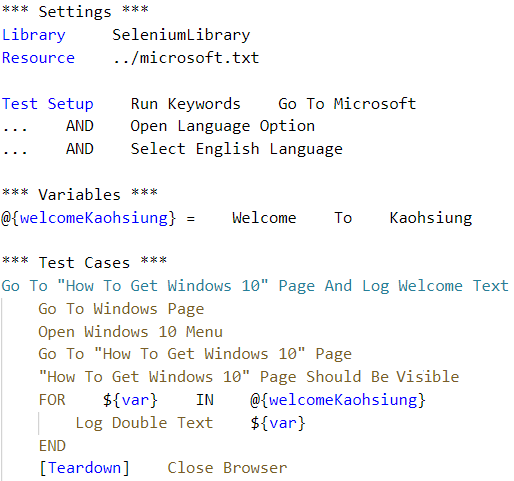 *** Settings ***
Library     SeleniumLibrary
Resource    ../microsoft.txt
Test Setup    Run Keywords    Go To Microsoft
...    AND    Open Language Option
...    AND    Select English Language
*** Variables ***
@{welcomeKaohsiung} =    Welcome    To    Kaohsiung
*** Test Cases ***
Go To "How To Get Windows 10" Page And Log Welcome Text
    Go To Windows Page
    Open Windows 10 Menu
    Go To "How To Get Windows 10" Page
    "How To Get Windows 10" Page Should Be Visible
    FOR    ${var}    IN    @{welcomeKaohsiung}
        Log Double Text    ${var}
    END
    [Teardown]    Close Browser